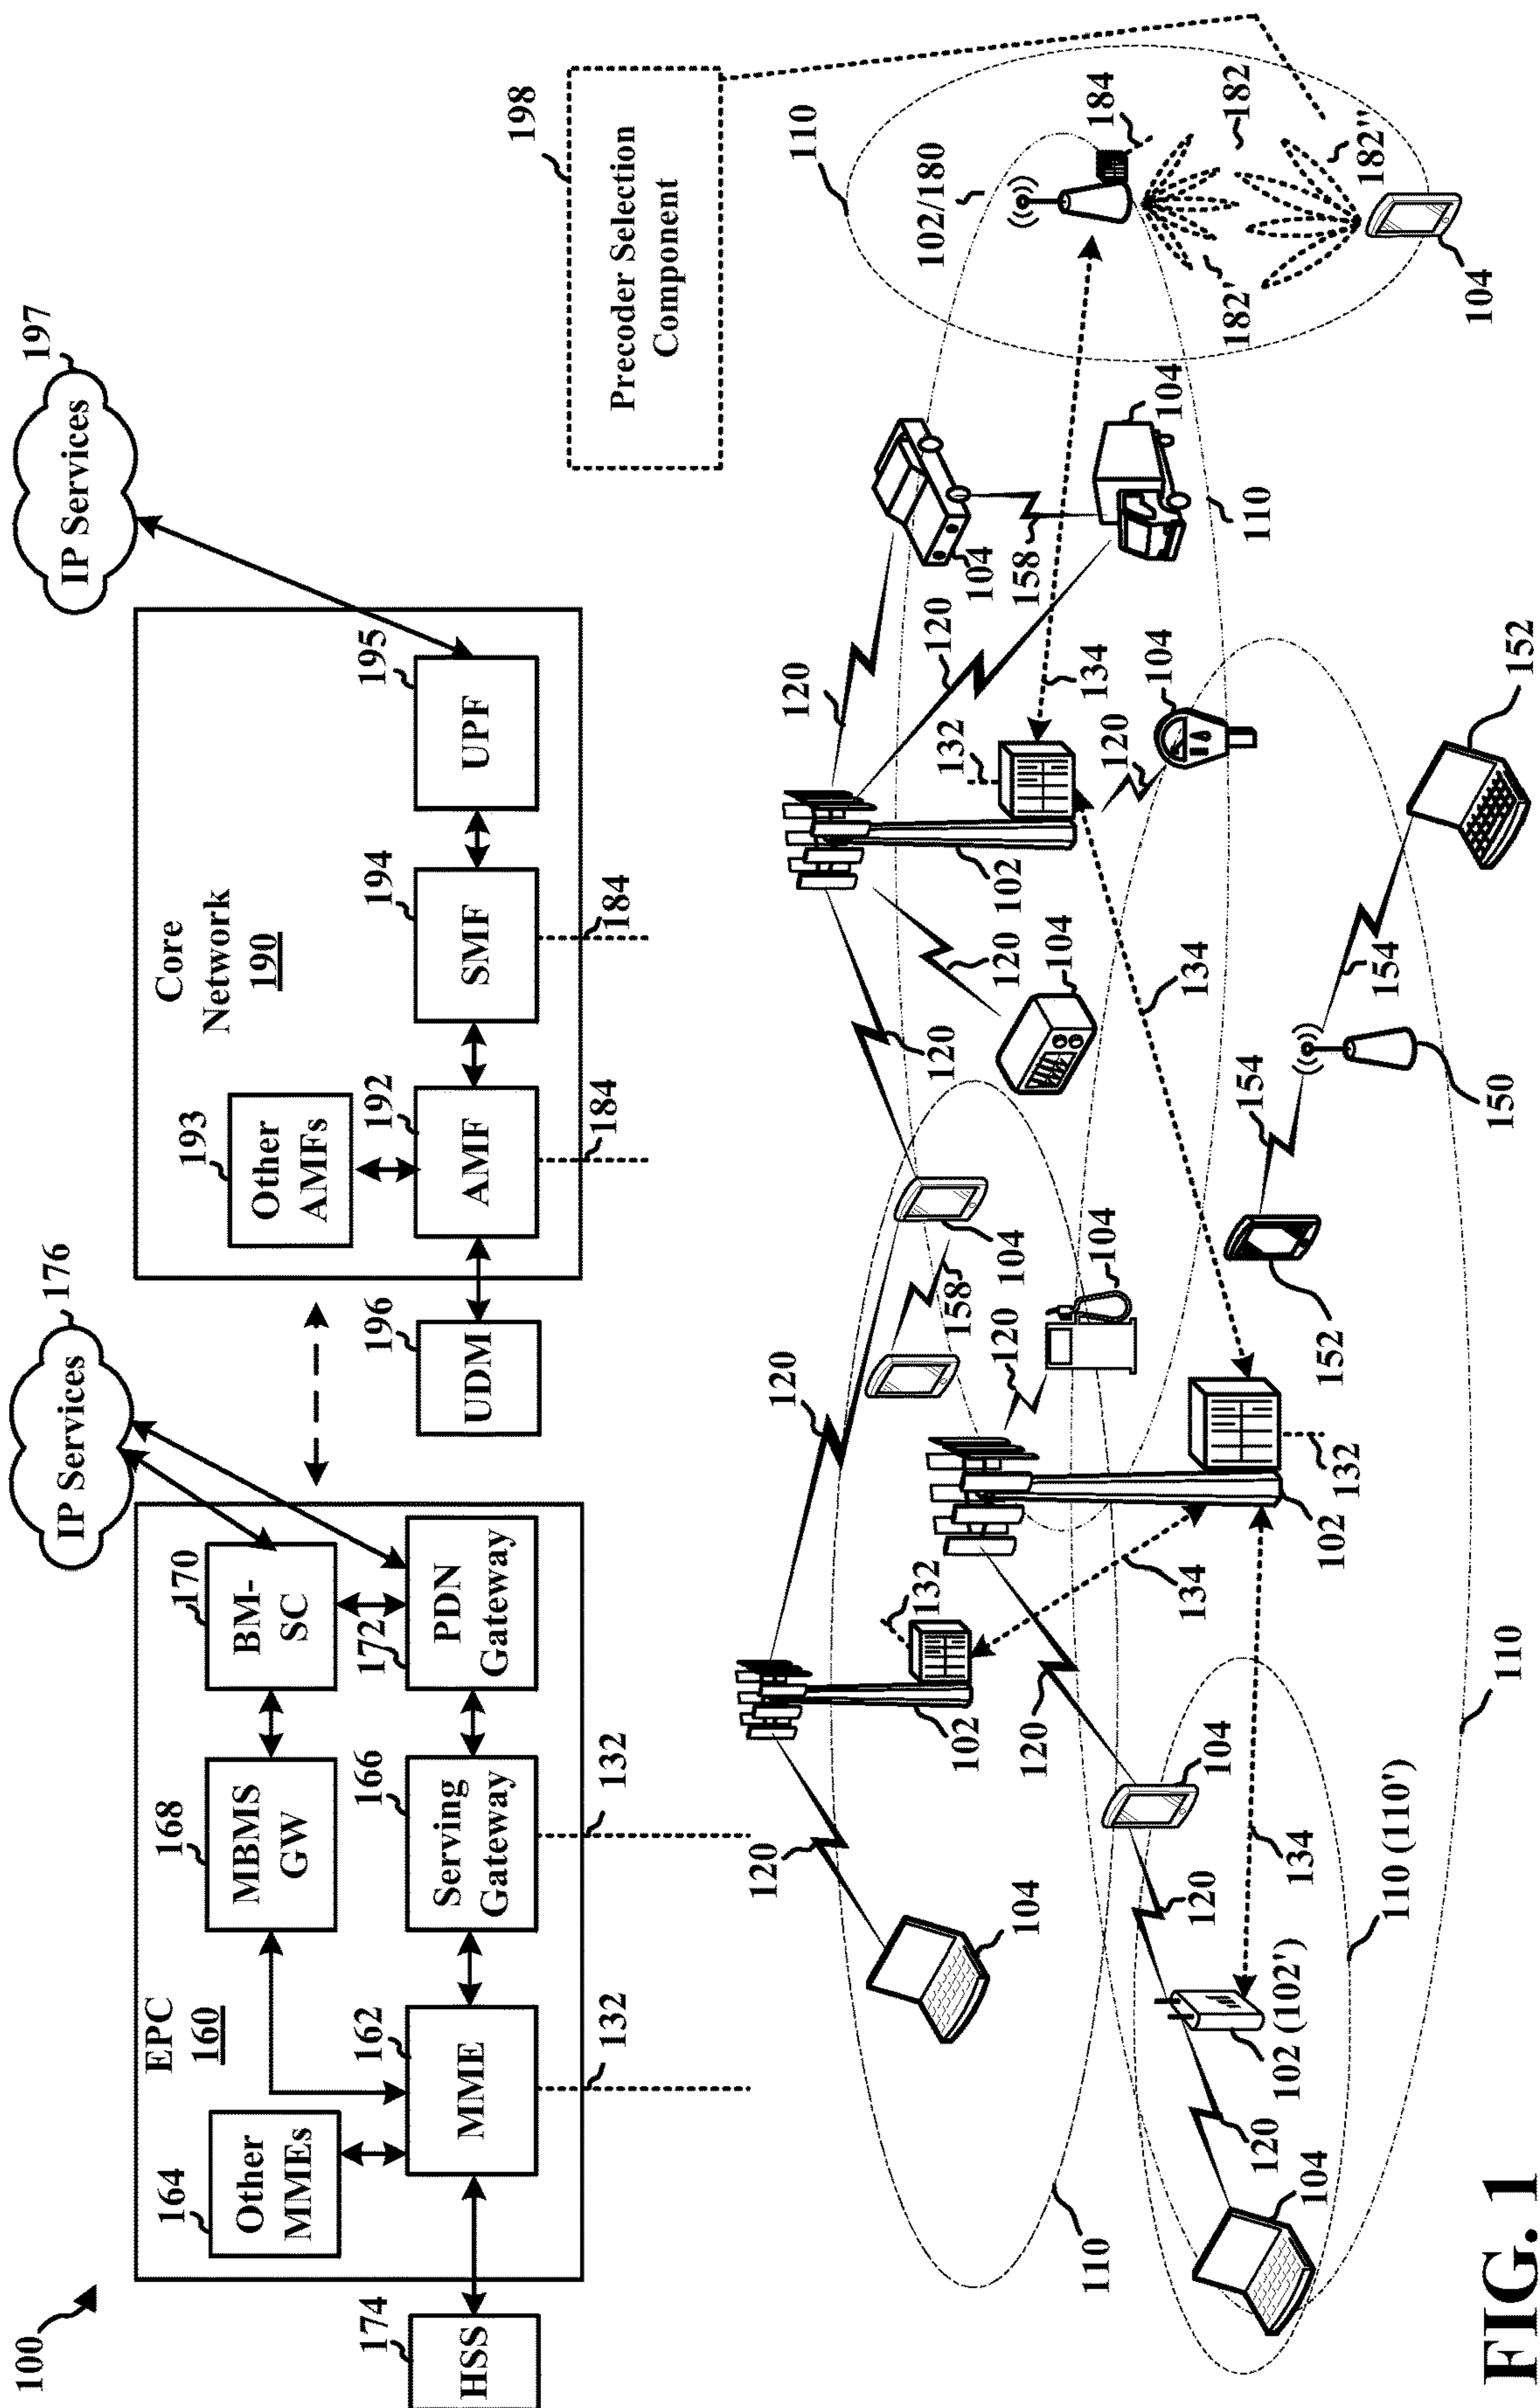 100
IP Services
176
IP Services
197
EPC
160
164
Other
MMEs
168
MBMS
GW
170
BM-
SC
174
HSS
162
MME
166
Serving
Gateway
172
PDN
Gateway
132
132
Core
Network
190
193
Other
AMFs
196
UDM
192
AMF
194
SMF
195
UPF
184
184
198
Precoder Selection
Component
120
104
102
132
120
110
104
158
120
120
104
134
120
104
102
132
120
104
120
102
132
134
120
104
158
120
104
134
110
110
102/180
184
182'
182
182"
104
104
120
102 (102')
120
104
134
110 (110')
110
134
152
154
150
154
152
FIG. 1